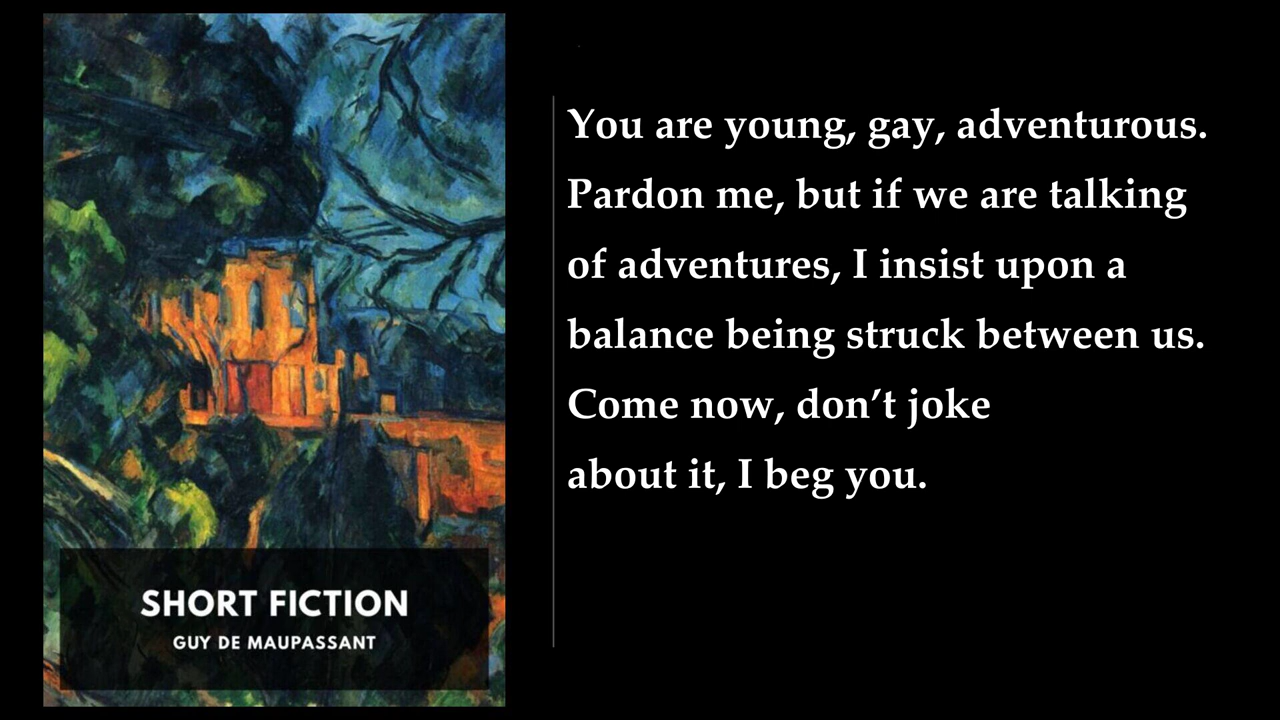 SHORT FICTION
GUY DE MAUPASSANT
You are young, gay, adventurous.
Pardon me, but if we are talking
of adventures, I insist upon a
balance being struck between us.
Come now, don’t joke
about it, I beg you.